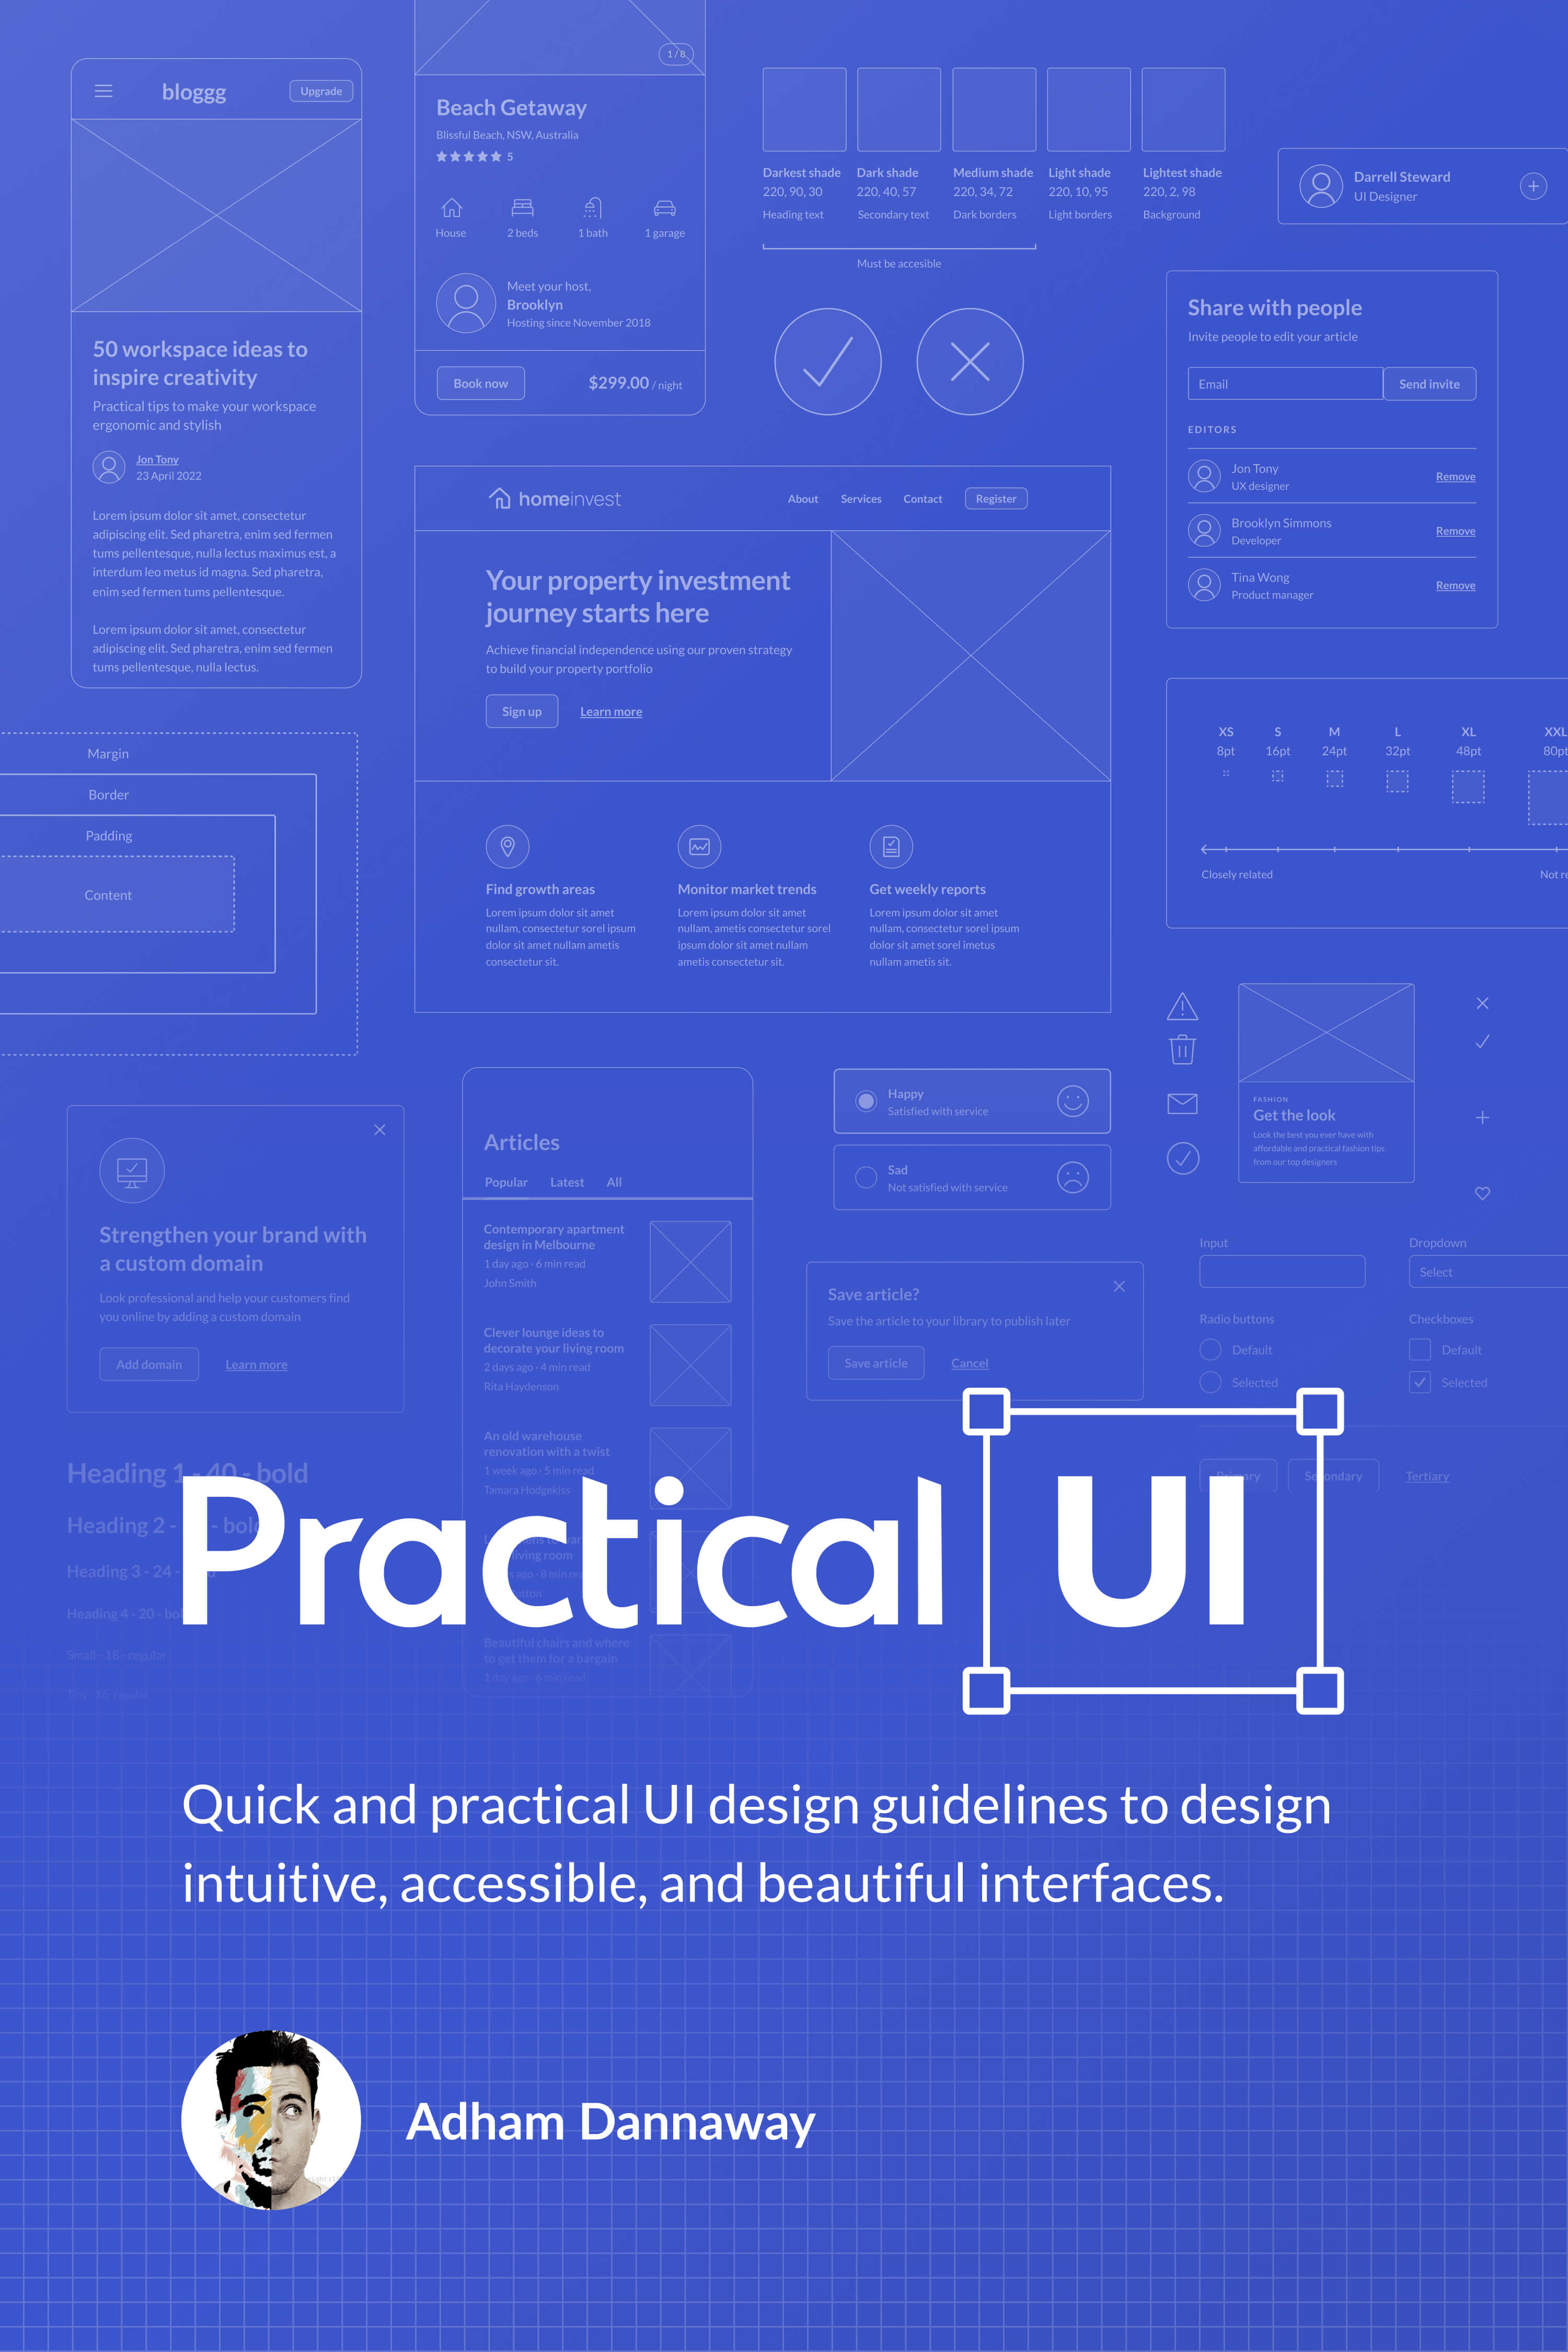 bloggg
Upgrade
50 workspace ideas to
inspire creativity
Practical tips to make your workspace
ergonomic and stylish
Jon Tony
23 April 2022
Lorem ipsum dolor sit amet, consectetur
adipiscing elit. Sed pharetra, enim sed fermen
tums pellentesque, nulla lectus maximus est, a
interdum leo metus id magna. Sed pharetra,
enim sed fermen tums pellentesque.
Lorem ipsum dolor sit amet, consectetur
adipiscing elit. Sed pharetra, enim sed fermen
tums pellentesque, nulla lectus.
1 / 8
Beach Getaway
Blissful Beach, NSW, Australia
5
House 2 beds 1 bath 1 garage
Meet your host,
Brooklyn
Hosting since November 2018
Book now $299.00 / night
Darkest shade Dark shade Medium shade Light shade Lightest shade
220, 90, 30 220, 40, 57 220, 34, 72 220, 10, 95 220, 2, 98
Heading text Secondary text Dark borders Light borders Background
Must be accesible
Darrell Steward
UI Designer
Share with people
Invite people to edit your article
Email Send invite
EDITORS
Jon Tony
UX designer
Remove
Brooklyn Simmons
Developer
Remove
Tina Wong
Product manager
Remove
homeinvest
About Services Contact Register
Your property investment
journey starts here
Achieve financial independence using our proven strategy
to build your property portfolio
Sign up Learn more
Find growth areas
Lorem ipsum dolor sit amet
nullam, consectetur sorel ipsum
dolor sit amet nullam ametis
consectetur sit.
Monitor market trends
Lorem ipsum dolor sit amet
nullam, ametis consectetur sorel
ipsum dolor sit amet nullam
ametis consectetur sit.
Get weekly reports
Lorem ipsum dolor sit amet
nullam, consectetur sorel ipsum
dolor sit amet sorel imetus
nullam ametis sit.
XS S M L XL XXL
8pt 16pt 24pt 32pt 48pt 80pt
Closely related Not re
Margin
Border
Padding
Content
Strengthen your brand with
a custom domain
Look professional and help your customers find
you online by adding a custom domain
Add domain Learn more
Articles
Popular Latest All
Contemporary apartment
design in Melbourne
1 day ago · 6 min read
John Smith
Clever lounge ideas to
decorate your living room
2 days ago · 4 min read
Rita Haydenson
An old warehouse
renovation with a twist
1 week ago · 5 min read
Tamara Hodgekiss
living room
ago · 8 min
Beautiful chairs and where
to get them for a bargain
1 day ago · 6 min read
Happy
Satisfied with service
Sad
Not satisfied with service
Save article?
Save the article to your library to publish later
Save article Cancel
FASHION
Get the look
Look the best you ever have with
affordable and practical fashion tips
from our top designers
Input Dropdown
Select
Radio buttons Checkboxes
Default Default
Selected Selected
Primary Secondary Tertiary
Heading 1 - 40 - bold
Heading 2 - - bold
Heading 3 - 24 -
Heading 4 - 20 - bold
Small - 18 - regular
Tiny - 16 - regular
Practical UI
Quick and practical UI design guidelines to design
intuitive, accessible, and beautiful interfaces.
Adham Dannaway